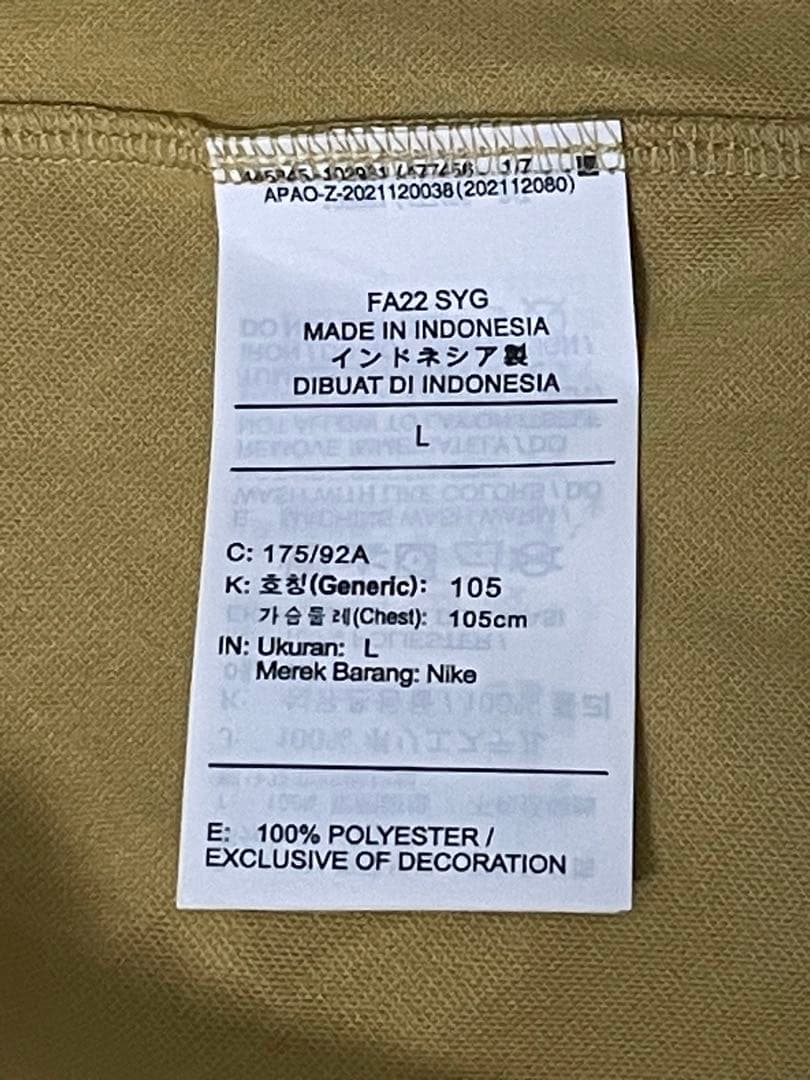 APAO-Z-2021120038(202112080)
FA22 SYG
MADE IN INDONESIA
インドネシア製
DIBUAT DI INDONESIA
L
C: 175/92A
K: 호칭(Generic): 105
가슴둘레(Chest): 105cm
IN: Ukuran: L
Merek Barang: Nike
E: 100% POLYESTER /
EXCLUSIVE OF DECORATION